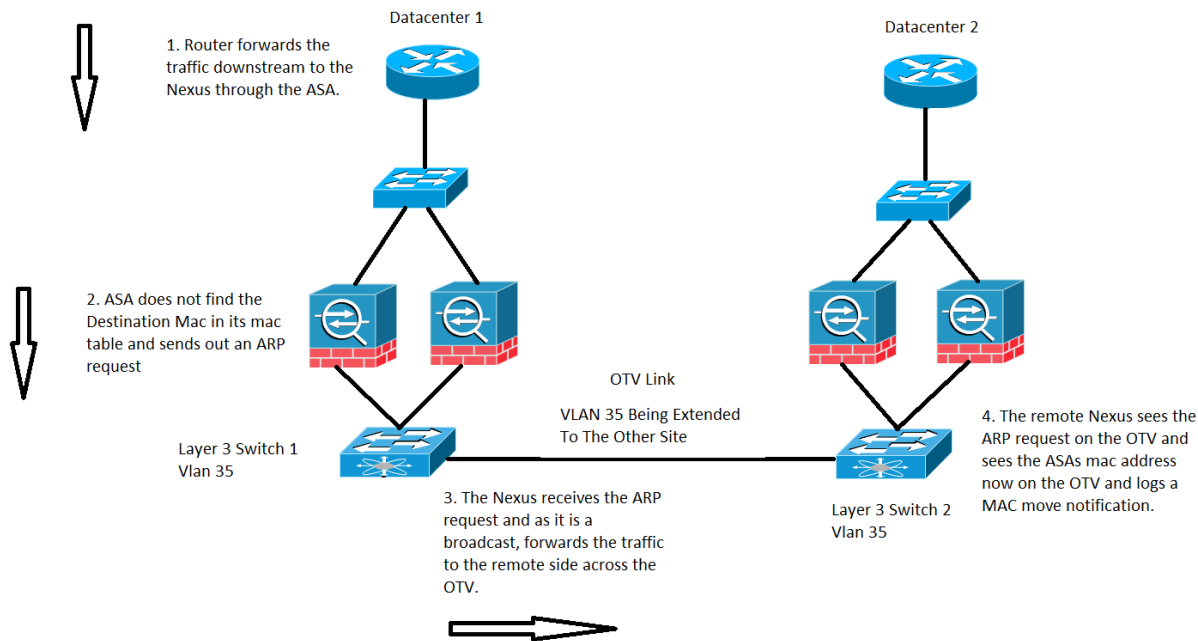 Datacenter 1
Datacenter 2
1. Router forwards the
traffic downstream to the
Nexus through the ASA.
2. ASA does not find the
Destination Mac in its mac
table and sends out an ARP
request
OTV Link
VLAN 35 Being Extended
To The Other Site
Layer 3 Switch 1
Vlan 35
3. The Nexus receives the ARP
request and as it is a
broadcast, forwards the traffic
to the remote side across the
OTV.
4. The remote Nexus sees the
ARP request on the OTV and
sees the ASAs mac address
now on the OTV and logs a
MAC move notification.
Layer 3 Switch 2
Vlan 35